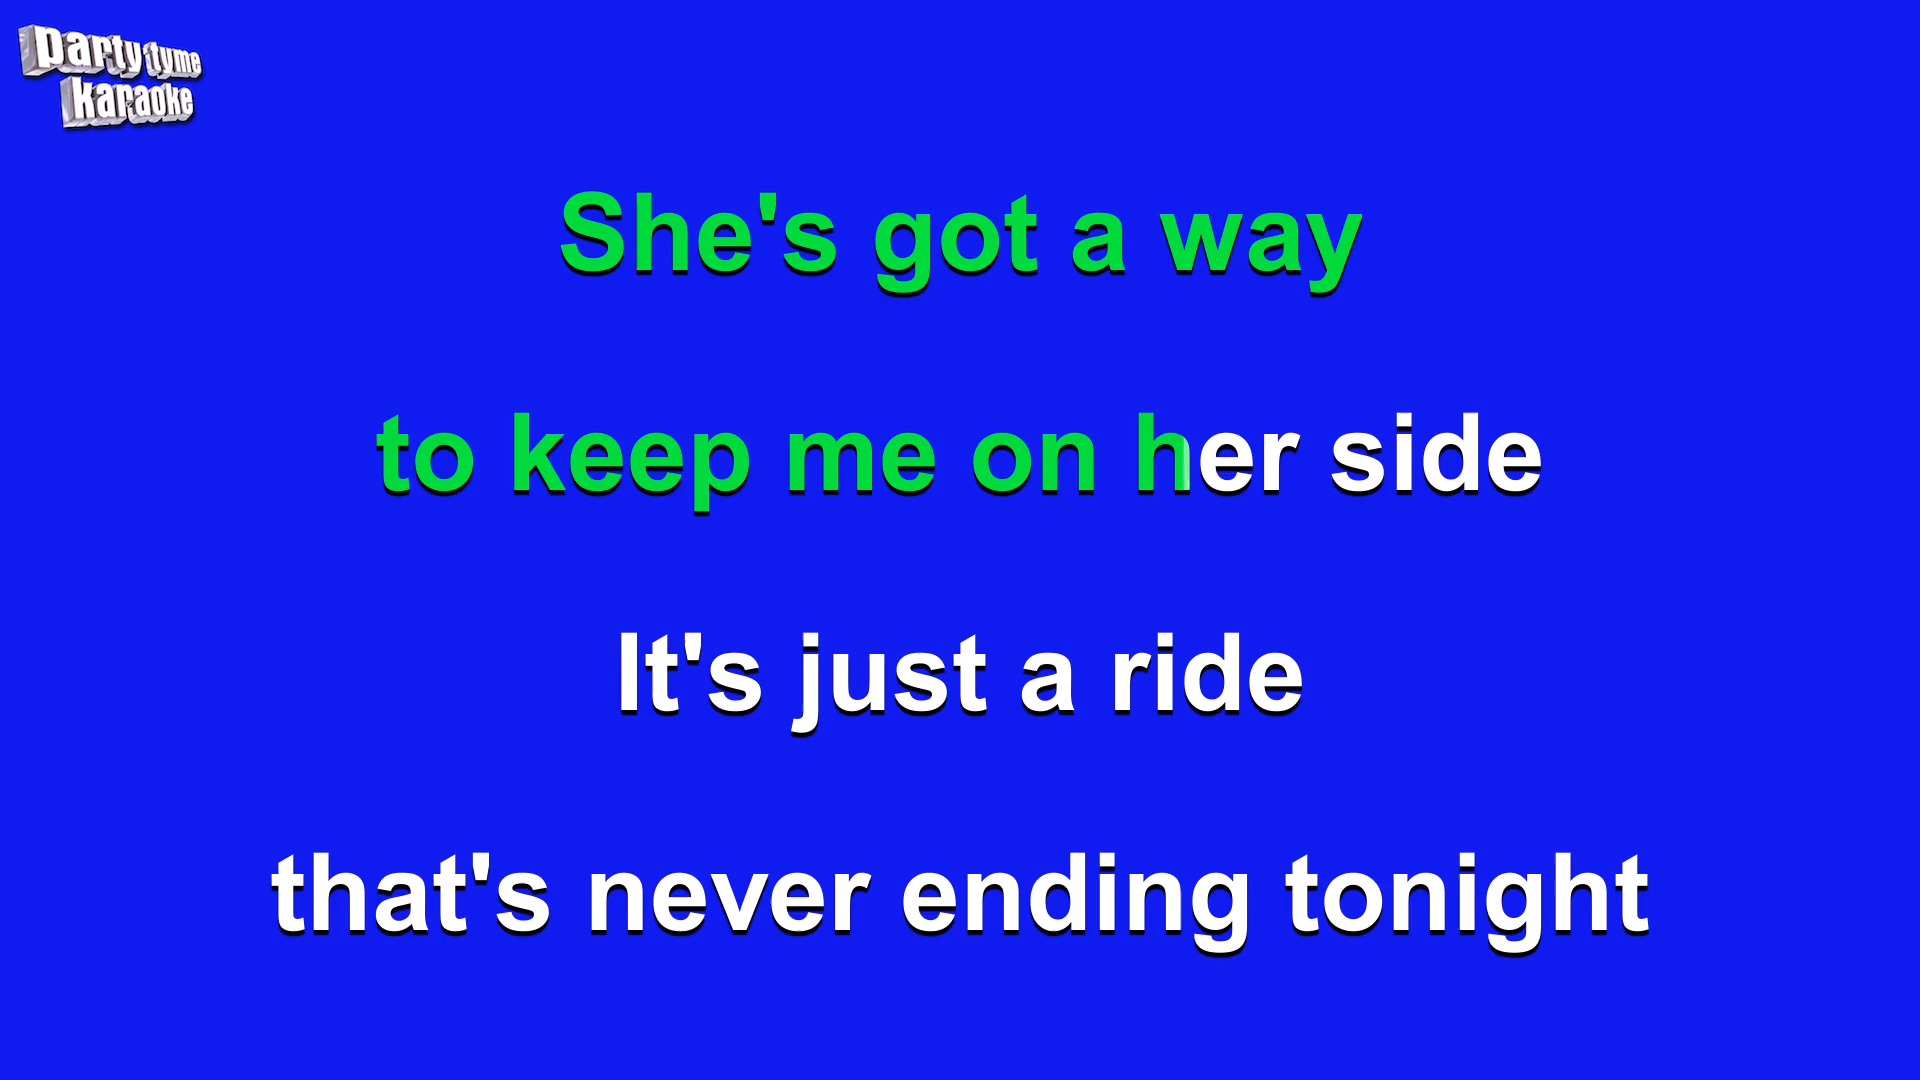 party tyme
karaoke
She's got a way
to keep me on her side
It's just a ride
that's never ending tonight